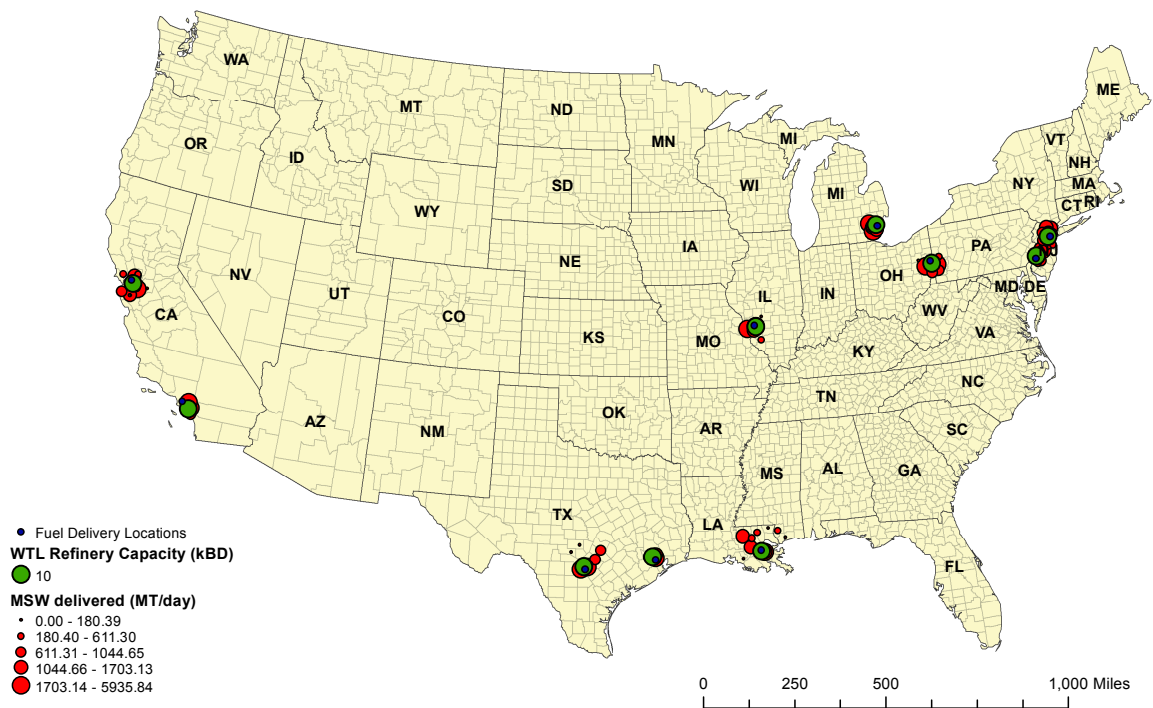 WA
ME
MT
ND
MN
VT
OR
MI
NH
ID
WI
NY
MA
SD
MI
CT
RI
WY
IA
PA
NE
NJ
NV
OH
UT
IL
IN
MD
DE
CO
WV
CA
KS
MO
VA
KY
NC
TN
OK
AZ
NM
AR
SC
MS
AL
GA
TX
LA
FL
Fuel Delivery Locations
WTL Refinery Capacity (kBD)
10
MSW delivered (MT/day)
0.00 - 180.39
180.40 - 611.30
611.31 - 1044.65
1044.66 - 1703.13
1703.14 - 5935.84
0 250 500 1,000 Miles